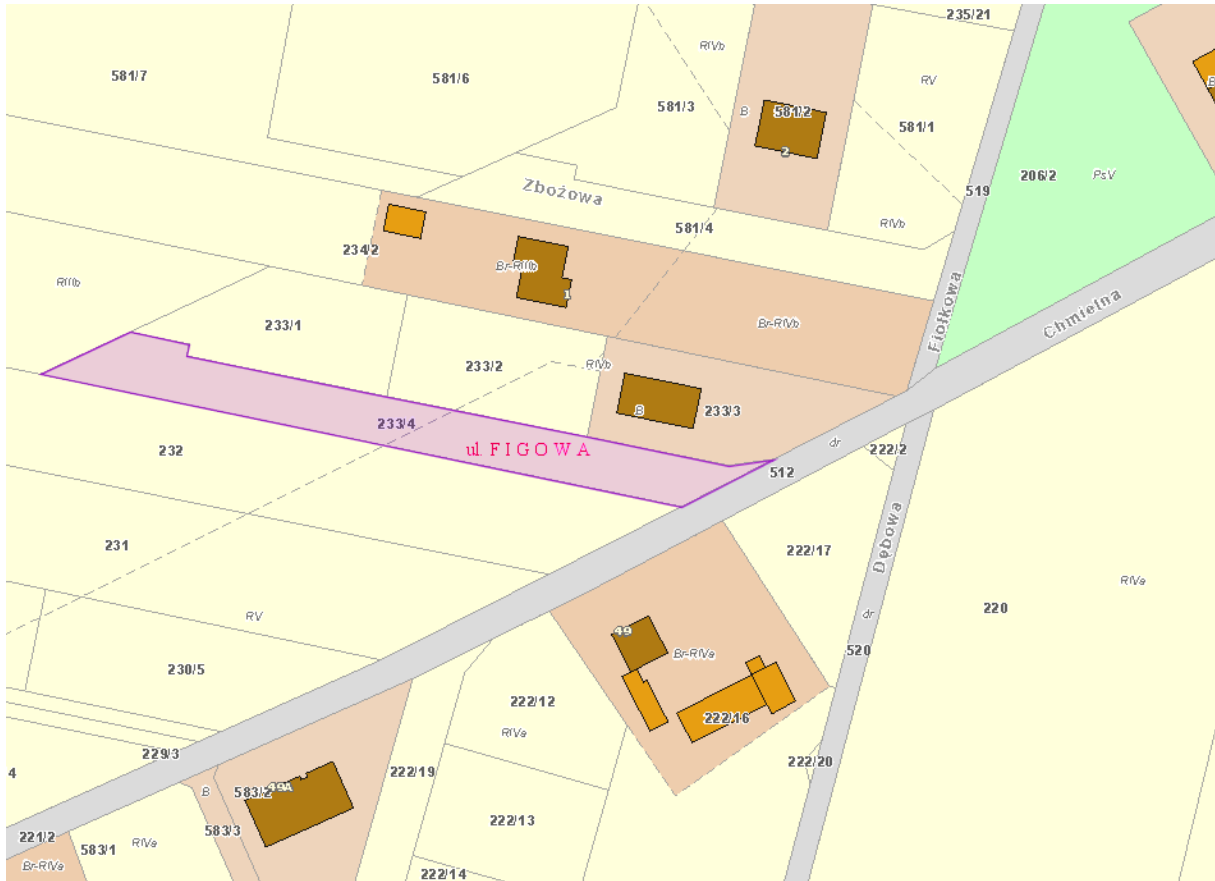 235/21
RIVb
581/7
581/6
RV
581/3
B
581/2
B
581/1
2
206/2
PsV
519
Zbożowa
RIVb
581/4
234/2
Br-RIIIb
RIIIb
1
Fiołkowa
Chmielna
233/1
Br-RIVb
233/2
RIVb
B
233/3
233/4
ul. F I G O W A
dr
222/2
232
512
Dębowa
231
222/17
RIVa
220
RV
dr
49
Br-RIVa
520
230/5
222/12
222/16
RIVa
229/3
222/20
4
222/19
B
583/2
49A
222/13
583/3
221/2
583/1
RIVa
Br-RIVa
222/14